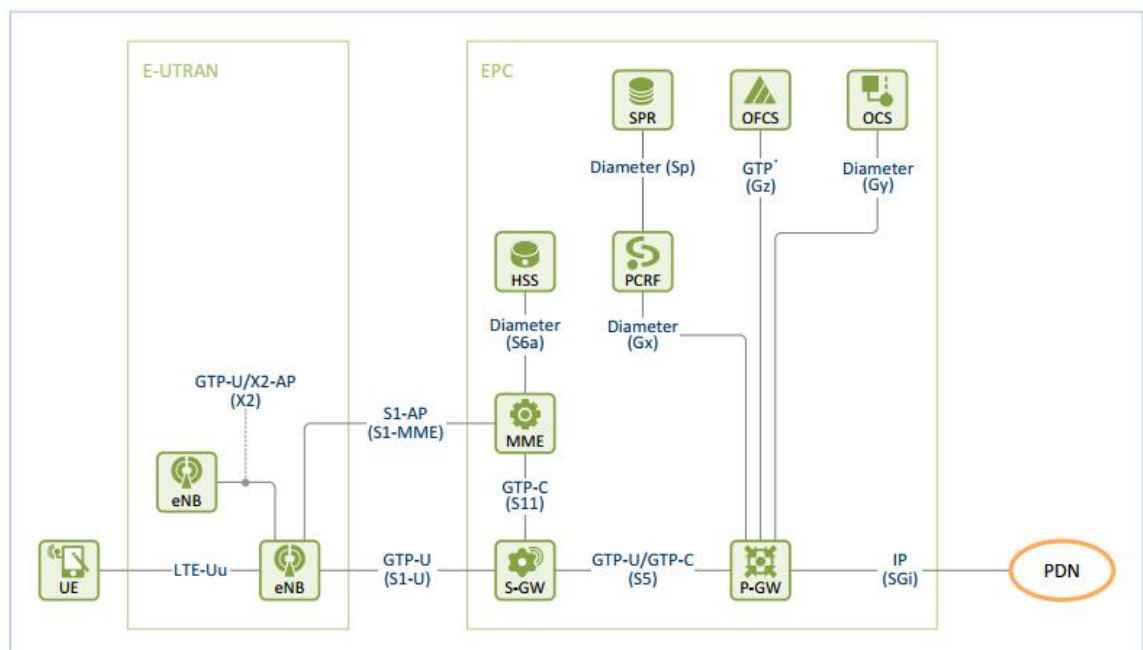 E-UTRAN
EPC
SPR
OFCS
OCS
Diameter (Sp)
GTP'
(Gz)
Diameter
(Gy)
HSS
PCRF
Diameter
(S6a)
Diameter
(Gx)
GTP-U/X2-AP
(X2)
S1-AP
(S1-MME)
MME
eNB
GTP-C
(S11)
UE
LTE-Uu
eNB
GTP-U
(S1-U)
S-GW
GTP-U/GTP-C
(S5)
P-GW
IP
(SGi)
PDN